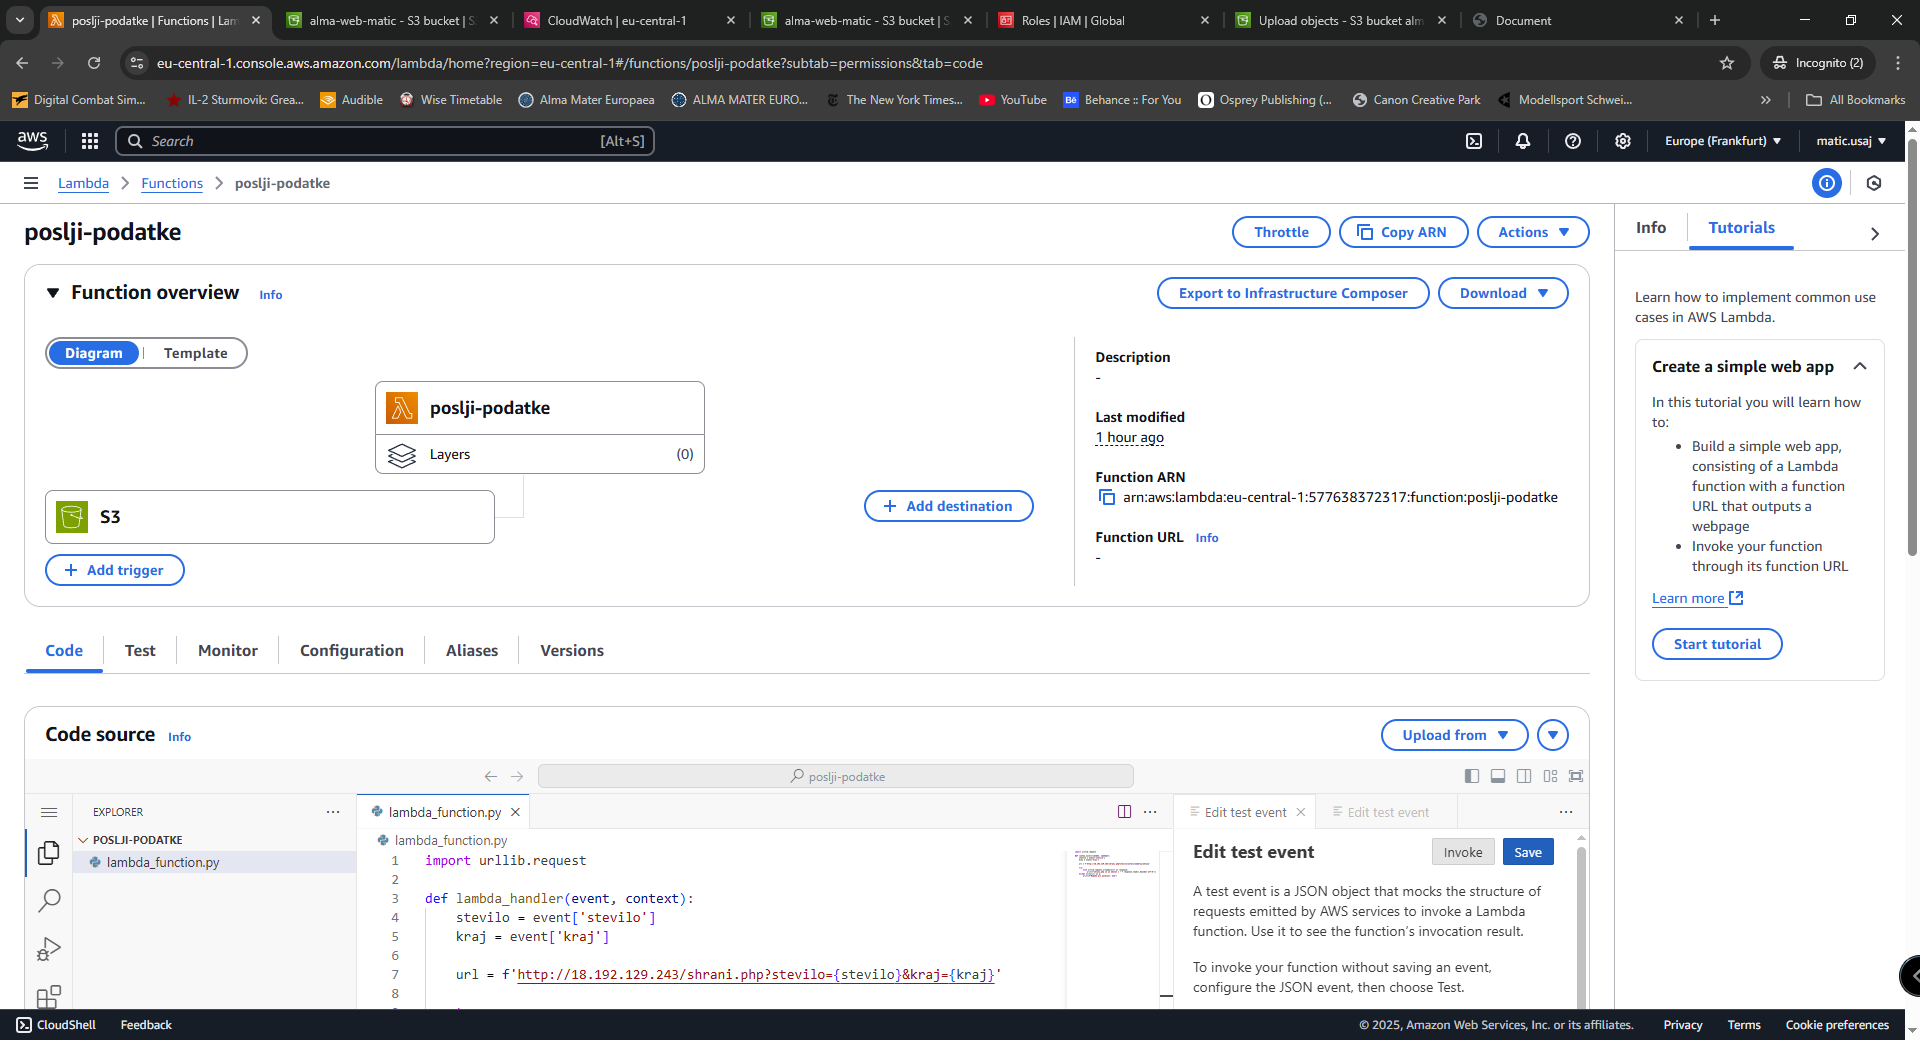 poslji-podatke | Functions | Lam
alma-web-matic - S3 bucket | S
CloudWatch | eu-central-1
alma-web-matic - S3 bucket | S
Roles | IAM | Global
Upload objects - S3 bucket alm
Document
eu-central-1.console.aws.amazon.com/lambda/home?region=eu-central-1#/functions/poslji-podatke?subtab=permissions&tab=code
Incognito (2)
Digital Combat Sim...
IL-2 Sturmovik: Grea...
Audible
Wise Timetable
Alma Mater Europaea
ALMA MATER EURO...
The New York Times...
YouTube
Bē
Behance :: For You
Osprey Publishing (...
Canon Creative Park
Modellsport Schwei...
All Bookmarks
aws
Search
[Alt+S]
Europe (Frankfurt)
matic.usaj
Lambda
Functions
poslji-podatke
poslji-podatke
Throttle
Copy ARN
Actions
Function overview
Info
Export to Infrastructure Composer
Download
Diagram
Template
poslji-podatke
Layers
(0)
S3
Add destination
Add trigger
Description
-
Last modified
1 hour ago
Function ARN
arn:aws:lambda:eu-central-1:577638372317:function:poslji-podatke
Function URL
Info
-
Info
Tutorials
Learn how to implement common use
cases in AWS Lambda.
Create a simple web app
In this tutorial you will learn how
to:
• Build a simple web app,
consisting of a Lambda
function with a function
URL that outputs a
webpage
• Invoke your function
through its function URL
Learn more
Start tutorial
Code
Test
Monitor
Configuration
Aliases
Versions
Code source
Info
Upload from
poslji-podatke
EXPLORER
POSLJI-PODATKE
lambda_function.py
lambda_function.py
lambda_function.py
1 import urllib.request
2
3 def lambda_handler(event, context):
4 stevilo = event['stevilo']
5 kraj = event['kraj']
6
7 url = f'http://18.192.129.243/shrani.php?stevilo={stevilo}&kraj={kraj}'
8
Edit test event
Edit test event
Edit test event
Invoke
Save
A test event is a JSON object that mocks the structure of
requests emitted by AWS services to invoke a Lambda
function. Use it to see the function's invocation result.
To invoke your function without saving an event,
configure the JSON event, then choose Test.
CloudShell
Feedback
© 2025, Amazon Web Services, Inc. or its affiliates.
Privacy
Terms
Cookie preferences